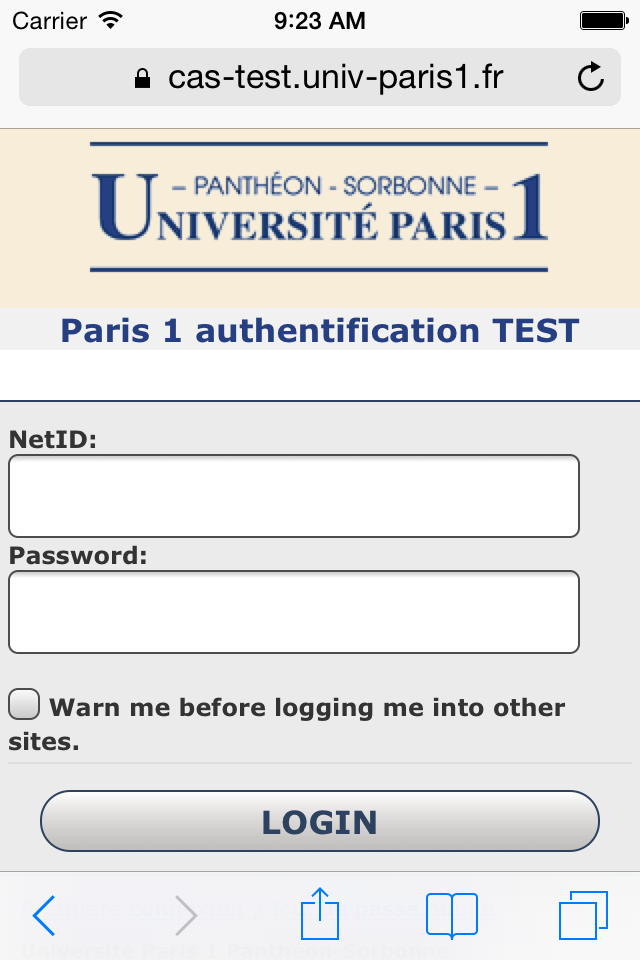 Carrier 9:23 AM
cas-test.univ-paris1.fr
– PANTHÉON - SORBONNE –
UNIVERSITÉ PARIS 1
Paris 1 authentification TEST
NetID:
Password:
Warn me before logging me into other
sites.
LOGIN
Université Paris 1 Panthéon-Sorbonne